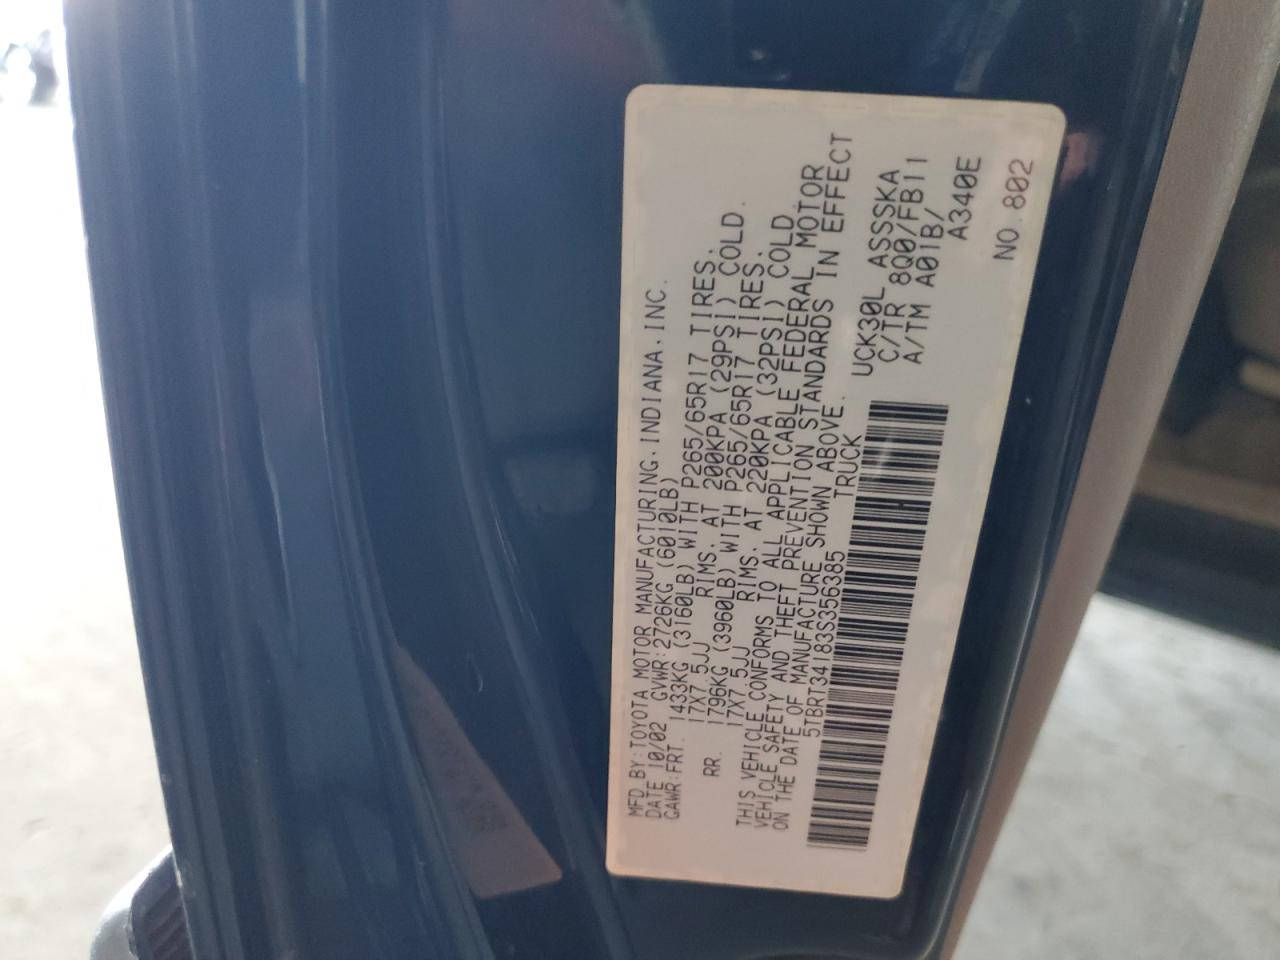 MFD BY:TOYOTA MOTOR MANUFACTURING, INDIANA, INC.
DATE 10/02 GVWR:2726KG (6010LB)
GAWR:FRT. 1433KG (3160LB) WITH P265/65R17 TIRES.
17X7.5JJ RIMS. AT 200KPA (29PSI) COLD.
RR. 1796KG (3960LB) WITH P265/65R17 TIRES.
17X7.5JJ RIMS. AT 220KPA (32PSI) COLD
THIS VEHICLE CONFORMS TO ALL APPLICABLE FEDERAL MOTOR
VEHICLE SAFETY AND THEFT PREVENTION STANDARDS IN EFFECT
ON THE DATE OF MANUFACTURE SHOWN ABOVE.
5TBRT34183S356385 TRUCK
UCK30L ASSSKA
C/TR 8Q0/FB11
A/TM A01B/
A340E
NO.802